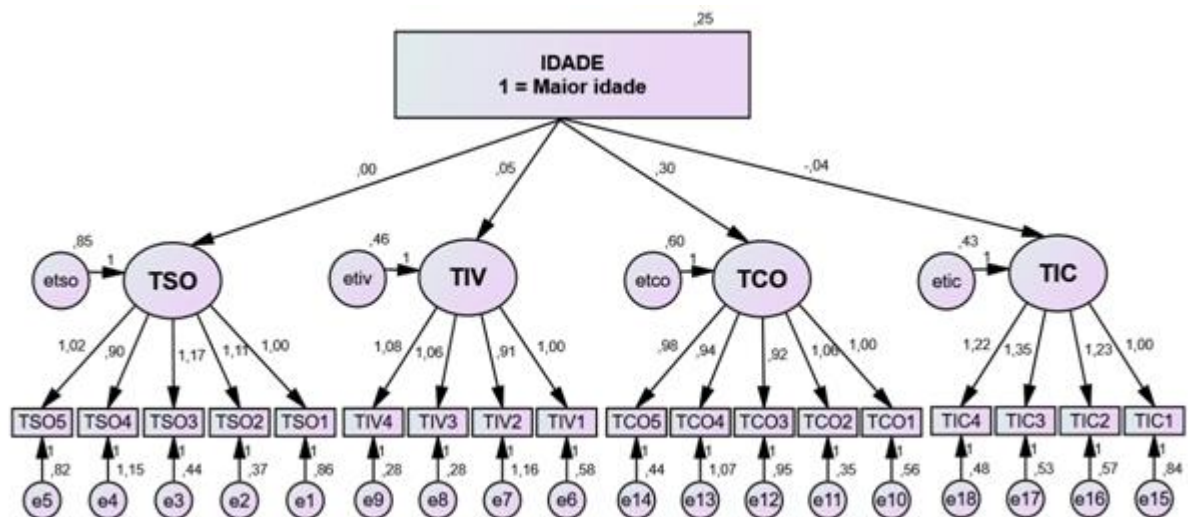 ,25
IDADE
1 = Maior idade
,00 ,05 ,30 -,04
,85 ,46 ,60 ,43
etso 1 TSO etiv 1 TIV etco 1 TCO etic 1 TIC
1,02 ,90 1,17 1,11 1,00 1,08 1,06 ,91 1,00 ,98 ,94 ,92 1,06 1,00 1,22 1,35 1,23 1,00
TSO5 TSO4 TSO3 TSO2 TSO1 TIV4 TIV3 TIV2 TIV1 TCO5 TCO4 TCO3 TCO2 TCO1 TIC4 TIC3 TIC2 TIC1
1 1 1 1 1 1 1 1 1 1 1 1 1 1 1 1 1 1
,82 1,15 ,44 ,37 ,86 ,28 ,28 1,16 ,58 ,44 1,07 ,95 ,35 ,56 ,48 ,53 ,57 ,84
e5 e4 e3 e2 e1 e9 e8 e7 e6 e14 e13 e12 e11 e10 e18 e17 e16 e15